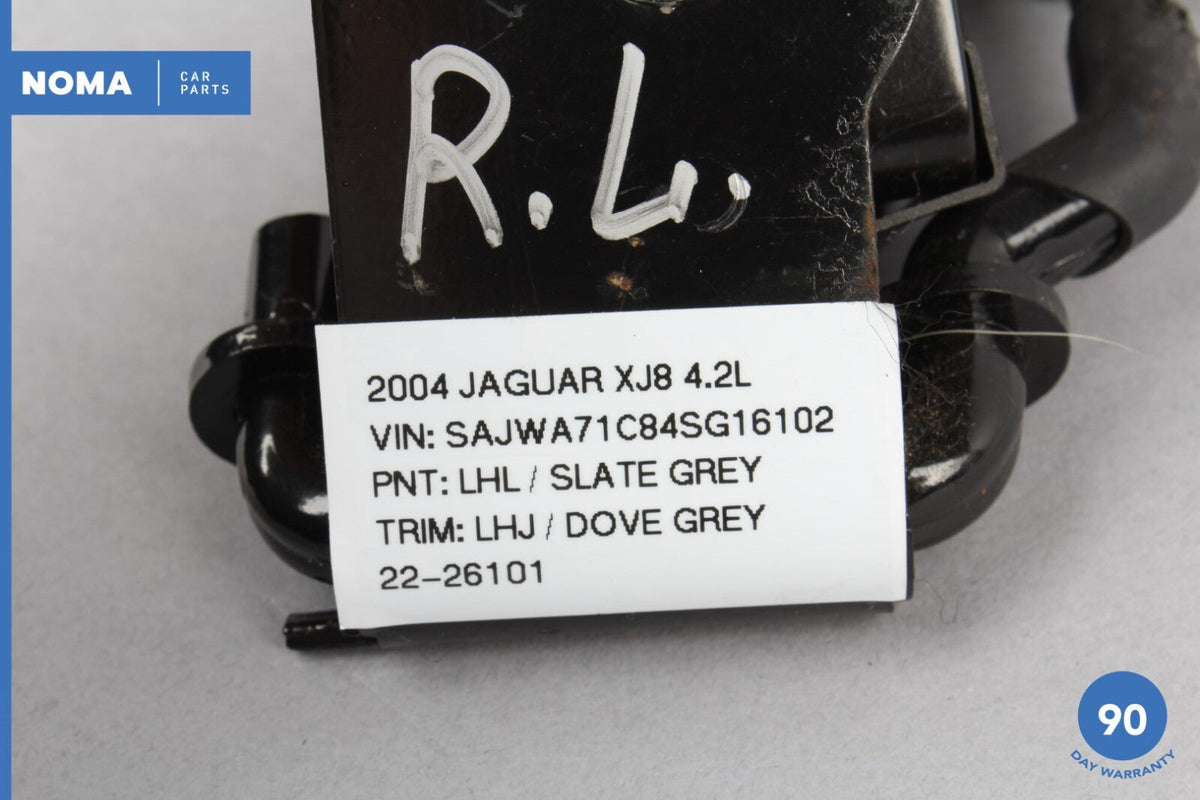 NOMA
CAR
PARTS
R.L.
2004 JAGUAR XJ8 4.2L
VIN: SAJWA71C84SG16102
PNT: LHL / SLATE GREY
TRIM: LHJ / DOVE GREY
22-26101
90
DAY WARRANTY